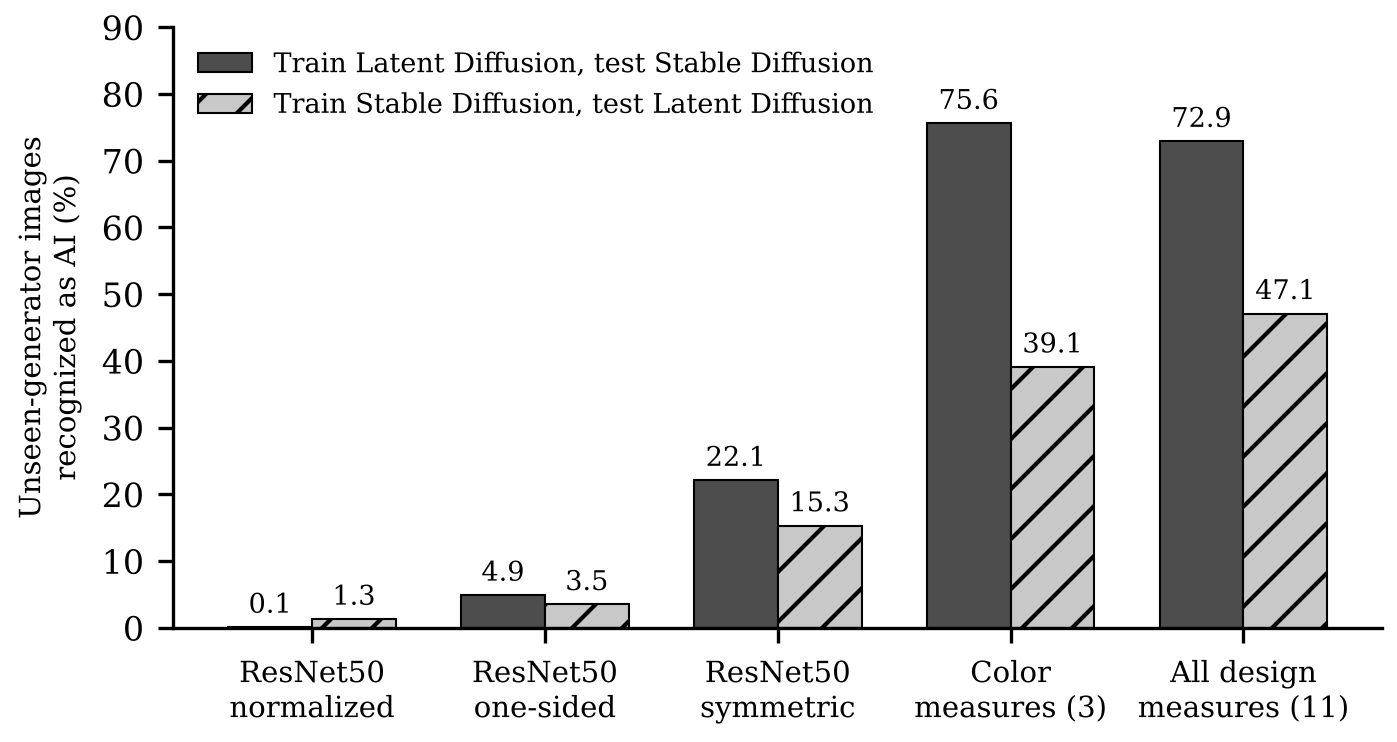 90
80
70
60
50
40
30
20
10
0
Unseen-generator images
recognized as AI (%)
Train Latent Diffusion, test Stable Diffusion
Train Stable Diffusion, test Latent Diffusion
0.1
1.3
4.9
3.5
22.1
15.3
75.6
39.1
72.9
47.1
ResNet50
normalized
ResNet50
one-sided
ResNet50
symmetric
Color
measures (3)
All design
measures (11)